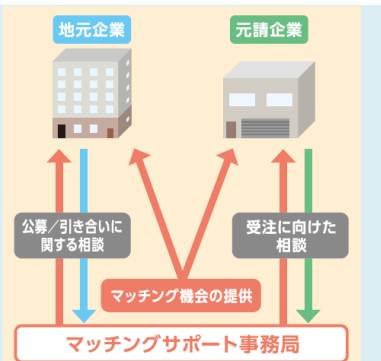 地元企業
元請企業
公募／引き合いに
関する相談
受注に向けた
相談
マッチング機会の提供
マッチングサポート事務局